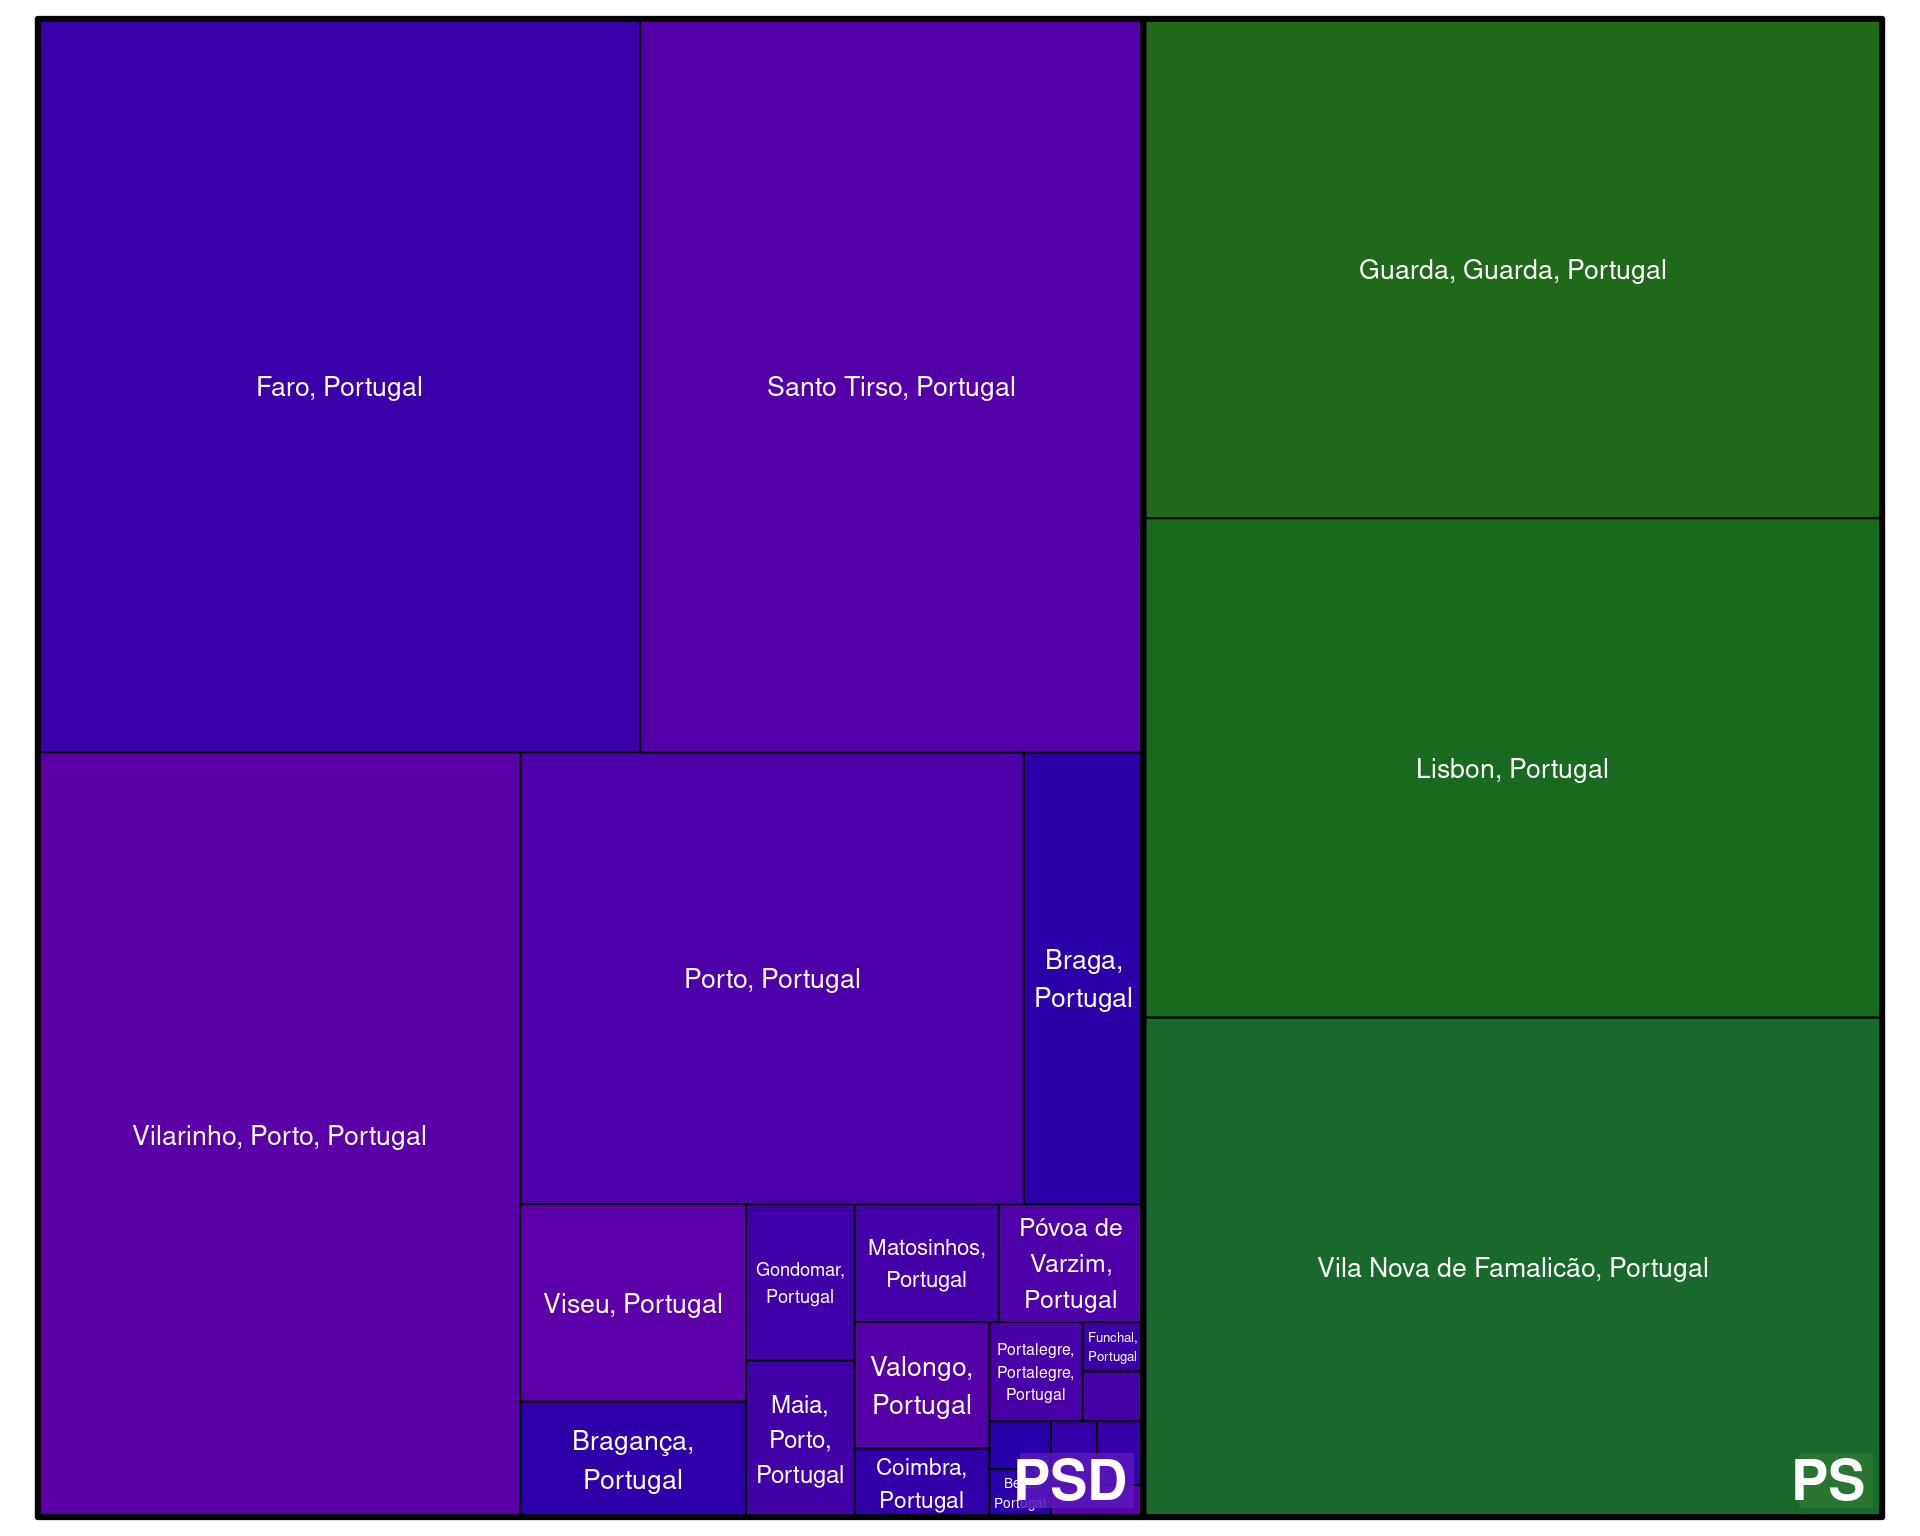 Faro, Portugal
Santo Tirso, Portugal
Vilarinho, Porto, Portugal
Porto, Portugal
Braga,
Portugal
Viseu, Portugal
Bragança,
Portugal
Gondomar,
Portugal
Maia,
Porto,
Portugal
Matosinhos,
Portugal
Póvoa de
Varzim,
Portugal
Valongo,
Portugal
Coimbra,
Portugal
Portalegre,
Portalegre,
Portugal
Funchal,
Portugal
Portugal
PSD
Guarda, Guarda, Portugal
Lisbon, Portugal
Vila Nova de Famalicão, Portugal
PS